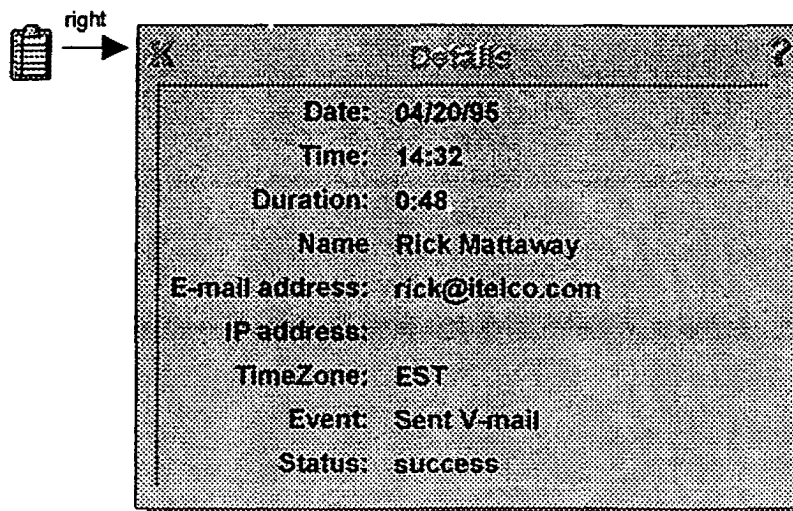 right
X Details ?
Date: 04/20/95
Time: 14:32
Duration: 0:48
Name Rick Mattaway
E-mail address: rick@itelco.com
IP address:
TimeZone: EST
Event: Sent V-mail
Status: success